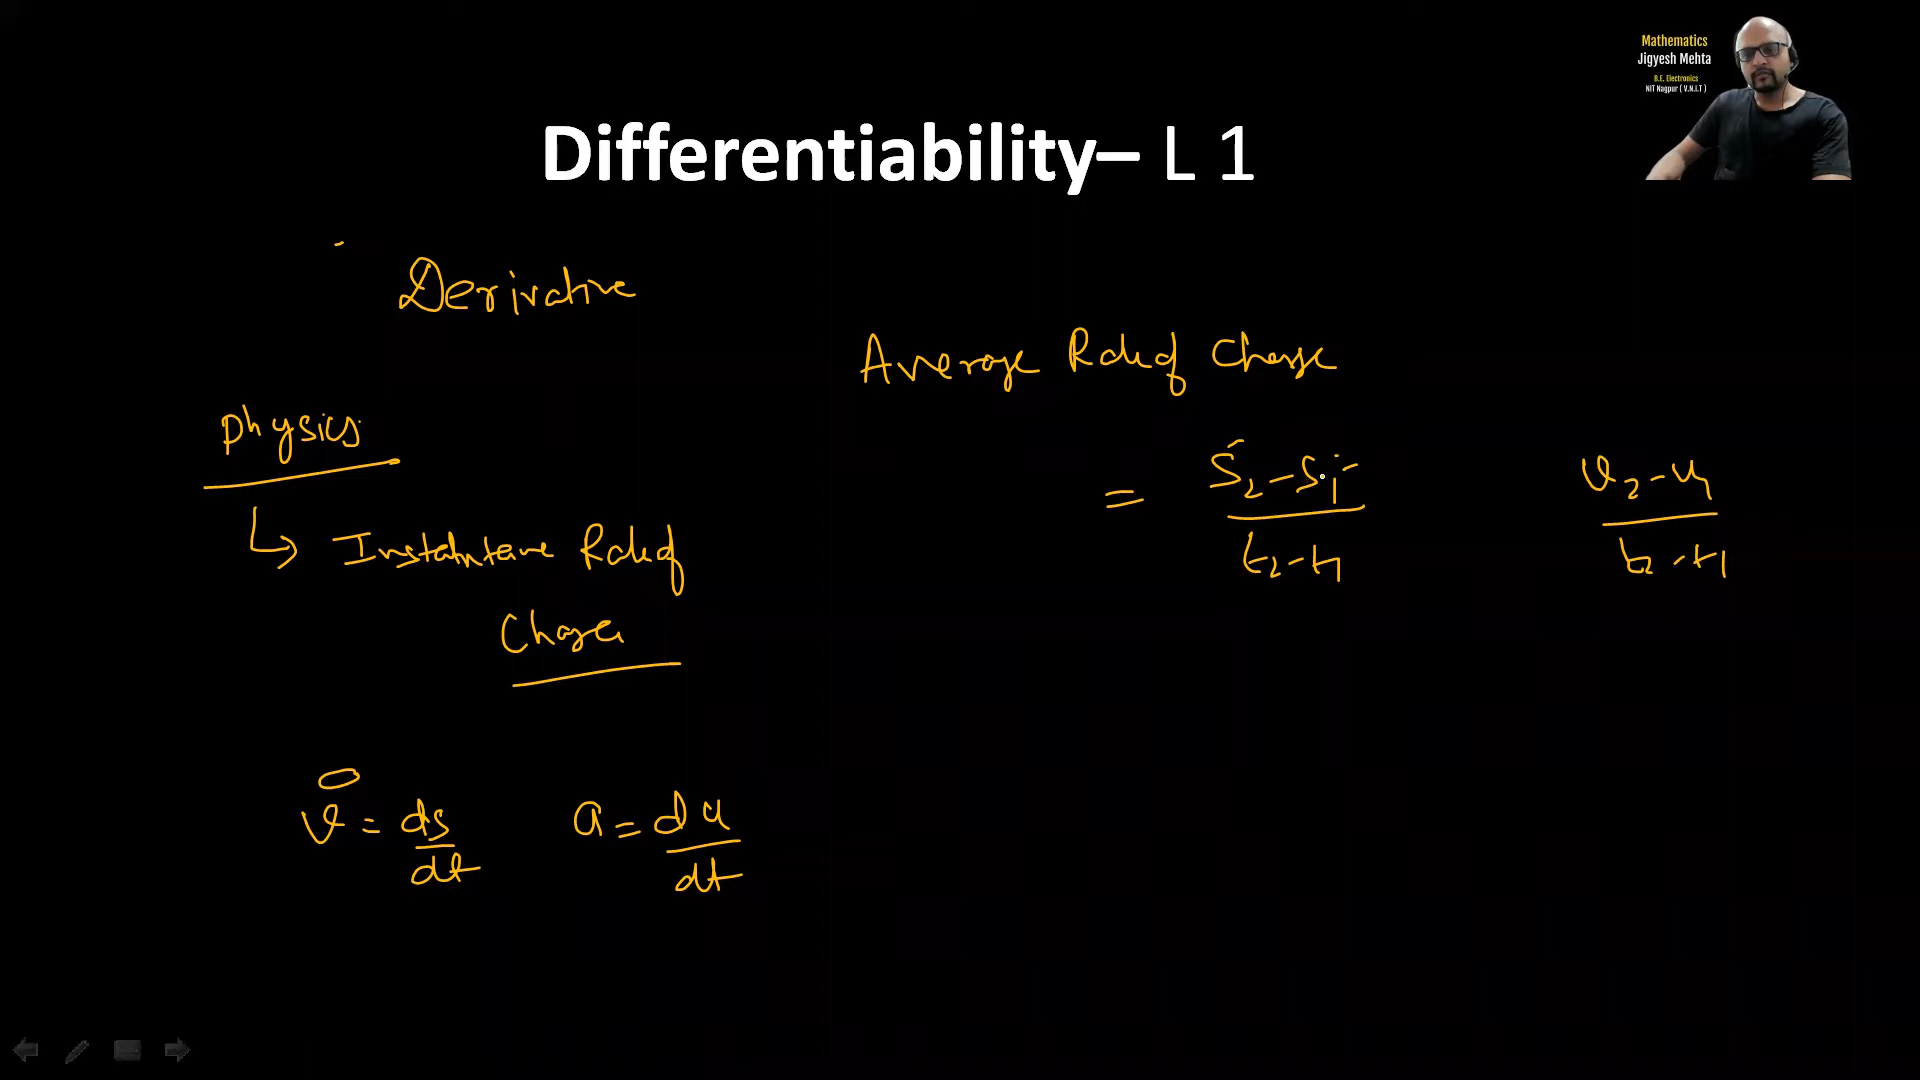 Mathematics
Jigyesh Mehta
B.E. Electronics
NIT Nagpur ( V.N.I.T )
Differentiability– L 1
Derivative
Average Rate of Change
Physics
= S₂-S₁ / t₂-t₁
v₂-v₁ / t₂-t₁
↳ Instantane Rate of
Change
v = ds/dt
a = dv/dt